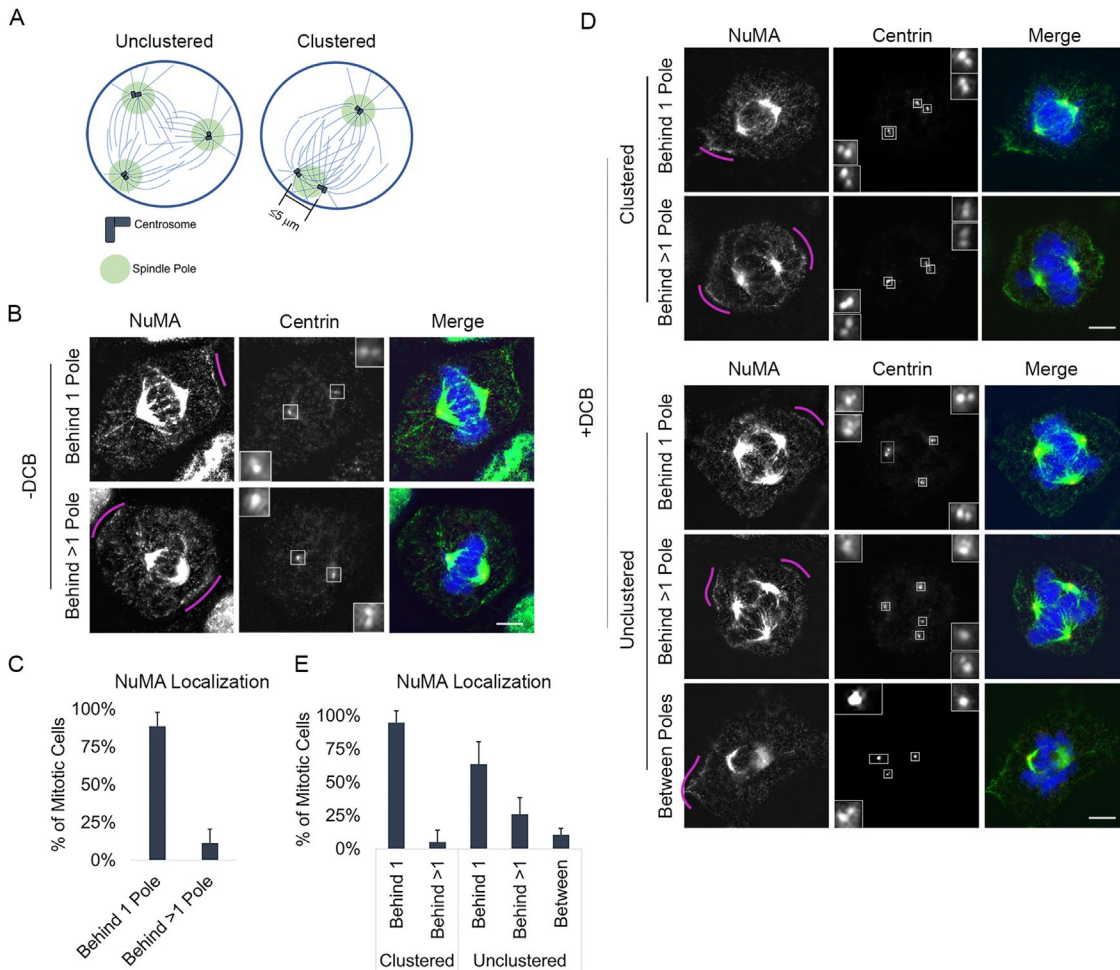 A
Unclustered
Clustered
≤5 μm
Centrosome
Spindle Pole
B
NuMA
Centrin
Merge
-DCB
Behind 1 Pole
Behind >1 Pole
C
NuMA Localization
% of Mitotic Cells
100%
75%
50%
25%
0%
Behind 1 Pole
Behind >1 Pole
E
NuMA Localization
% of Mitotic Cells
100%
75%
50%
25%
0%
Behind 1
Behind >1
Behind 1
Behind >1
Between
Clustered
Unclustered
D
NuMA
Centrin
Merge
+DCB
Clustered
Behind 1 Pole
Behind >1 Pole
NuMA
Centrin
Merge
Unclustered
Behind 1 Pole
Behind >1 Pole
Between Poles